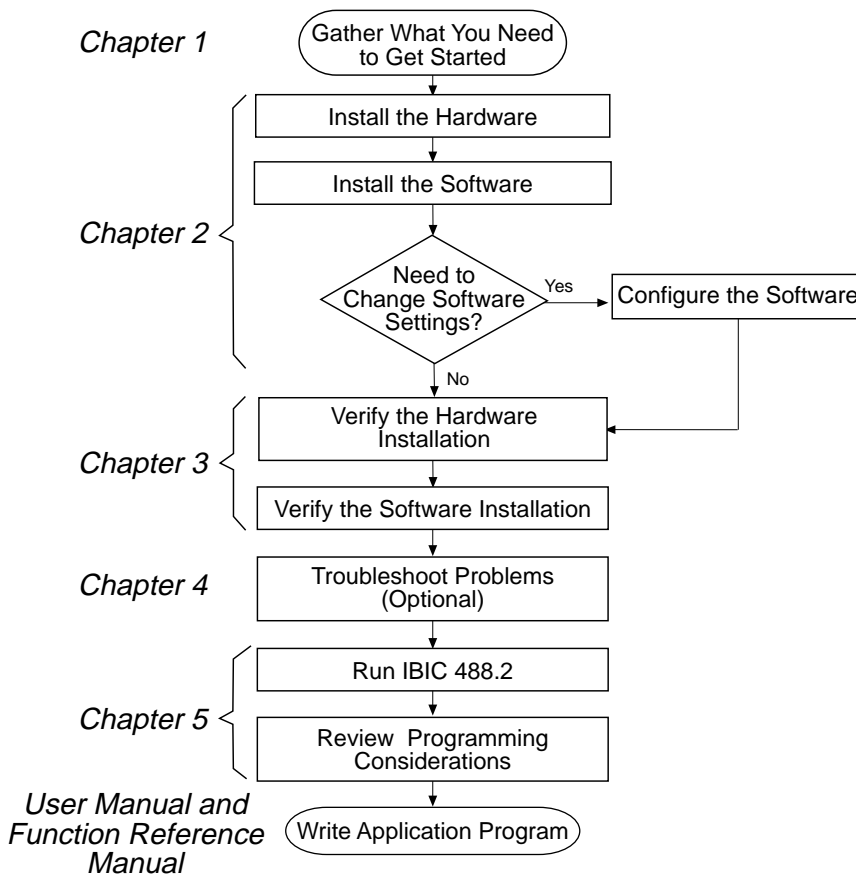 Chapter 1
Gather What You Need
to Get Started
Install the Hardware
Install the Software
Chapter 2
Need to
Change Software
Settings?
Yes
Configure the Software
No
Verify the Hardware
Installation
Chapter 3
Verify the Software Installation
Chapter 4
Troubleshoot Problems
(Optional)
Run IBIC 488.2
Chapter 5
Review Programming
Considerations
User Manual and
Function Reference
Manual
Write Application Program